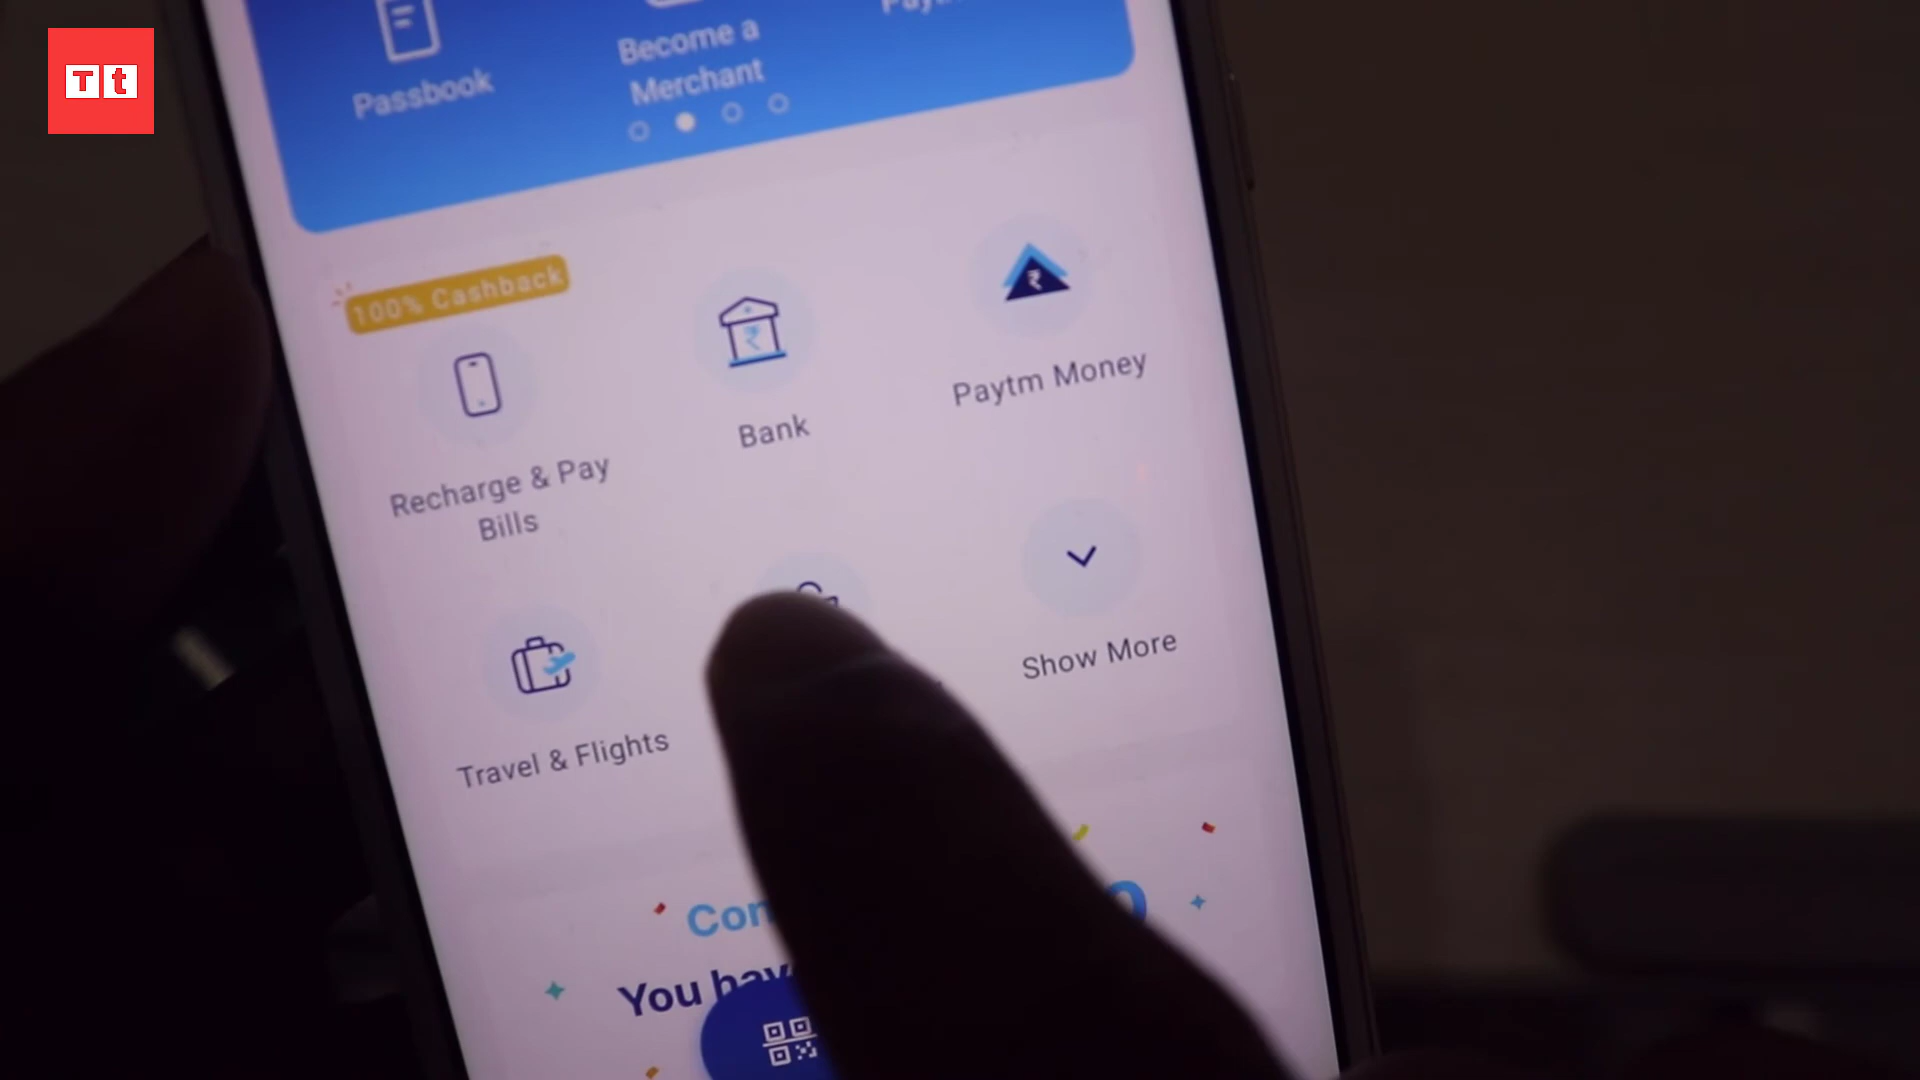 Tt
Passbook
Become a
Merchant
100% Cashback
Recharge & Pay
Bills
Bank
Paytm Money
Travel & Flights
Show More
You